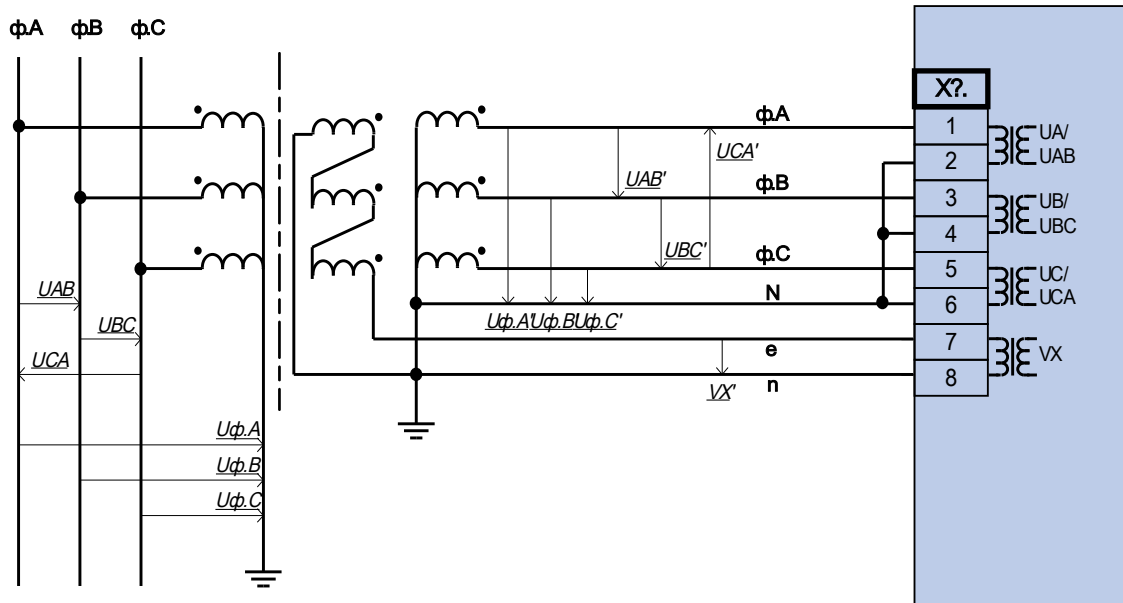 ф.A ф.B ф.C
X?.
ф.A
1
UA/
UAB
2
UCA'
UAB'
ф.B
3
UB/
UBC
4
UBC'
ф.C
5
UC/
UCA
6
N
UAB
Uф.A' Uф.B' Uф.C'
UBC
7
e
VX
UCA
8
n
VX'
Uф.A
Uф.B
Uф.C